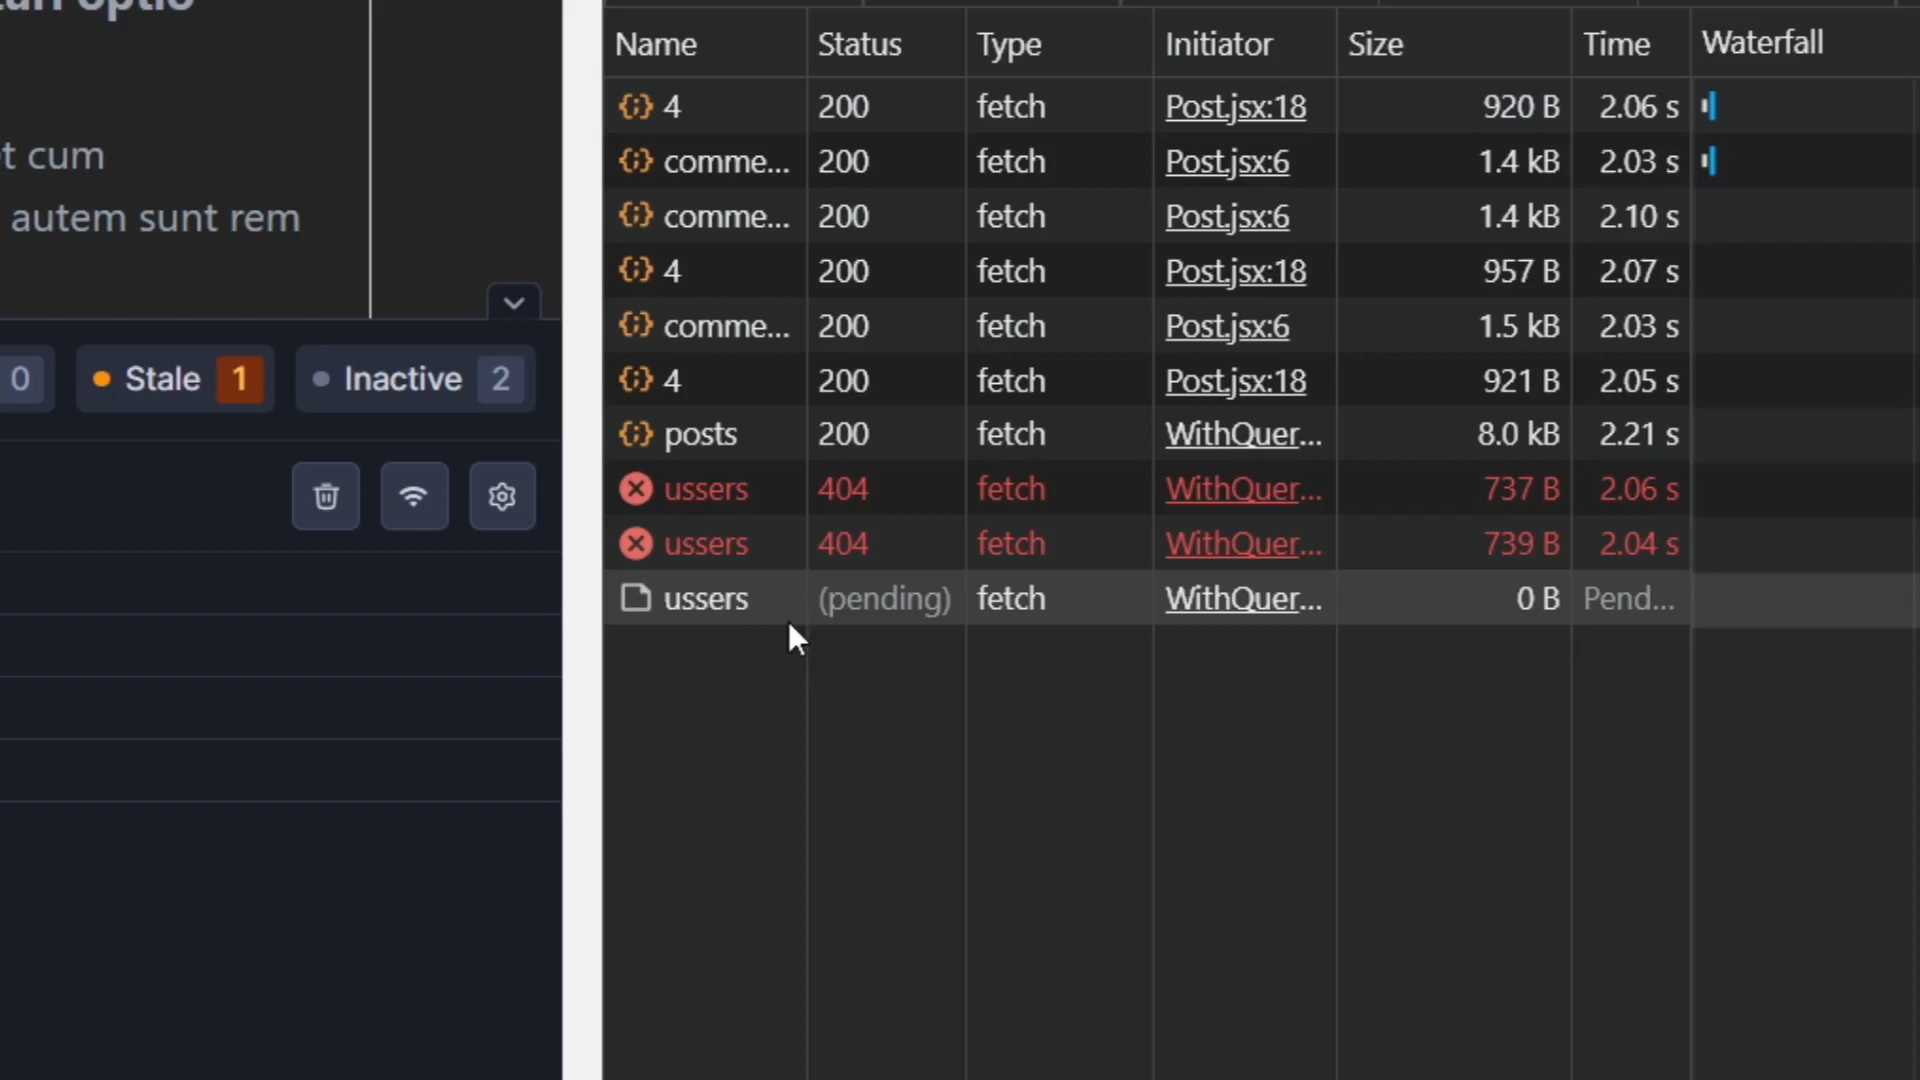 optio
t cum
autem sunt rem
0 Stale 1 Inactive 2
Name Status Type Initiator Size Time Waterfall
4 200 fetch Post.jsx:18 920 B 2.06 s
comme... 200 fetch Post.jsx:6 1.4 kB 2.03 s
comme... 200 fetch Post.jsx:6 1.4 kB 2.10 s
4 200 fetch Post.jsx:18 957 B 2.07 s
comme... 200 fetch Post.jsx:6 1.5 kB 2.03 s
4 200 fetch Post.jsx:18 921 B 2.05 s
posts 200 fetch WithQuer... 8.0 kB 2.21 s
ussers 404 fetch WithQuer... 737 B 2.06 s
ussers 404 fetch WithQuer... 739 B 2.04 s
ussers (pending) fetch WithQuer... 0 B Pend...